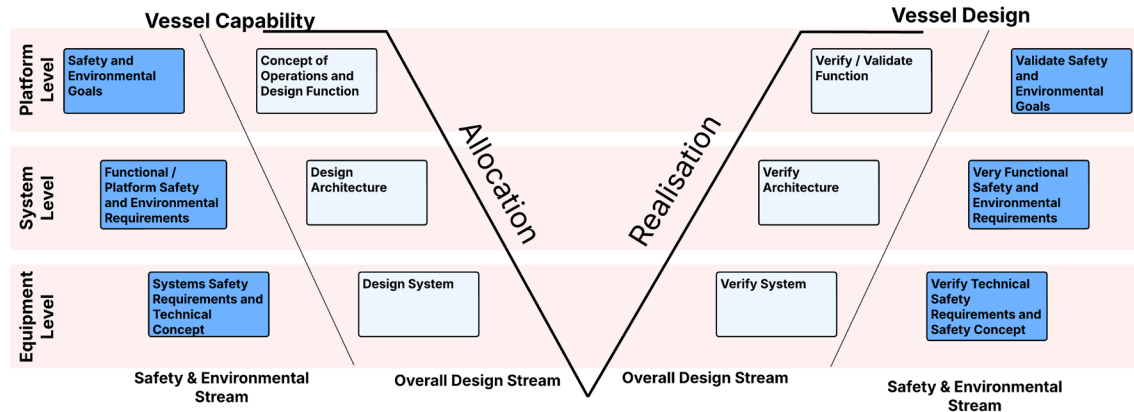 Vessel Capability
Vessel Design
Platform
Level
Safety and
Environmental
Goals
Concept of
Operations and
Design Function
Verify / Validate
Function
Validate Safety
and
Environmental
Goals
Allocation
Realisation
System
Level
Functional /
Platform Safety
and Environmental
Requirements
Design
Architecture
Verify
Architecture
Very Functional
Safety and
Environmental
Requirements
Equipment
Level
Systems Safety
Requirements and
Technical
Concept
Design System
Verify System
Verify Technical
Safety
Requirements and
Safety Concept
Safety & Environmental
Stream
Overall Design Stream
Overall Design Stream
Safety & Environmental
Stream